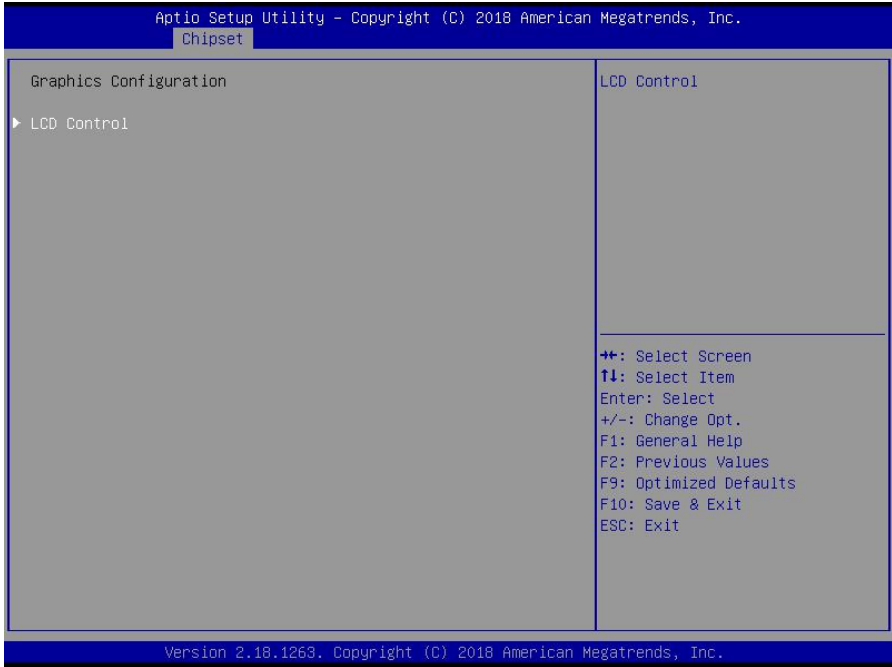 Aptio Setup Utility – Copyright (C) 2018 American Megatrends, Inc.
Chipset
Graphics Configuration
LCD Control
LCD Control
→←: Select Screen
↑↓: Select Item
Enter: Select
+/-: Change Opt.
F1: General Help
F2: Previous Values
F9: Optimized Defaults
F10: Save & Exit
ESC: Exit
Version 2.18.1263. Copyright (C) 2018 American Megatrends, Inc.